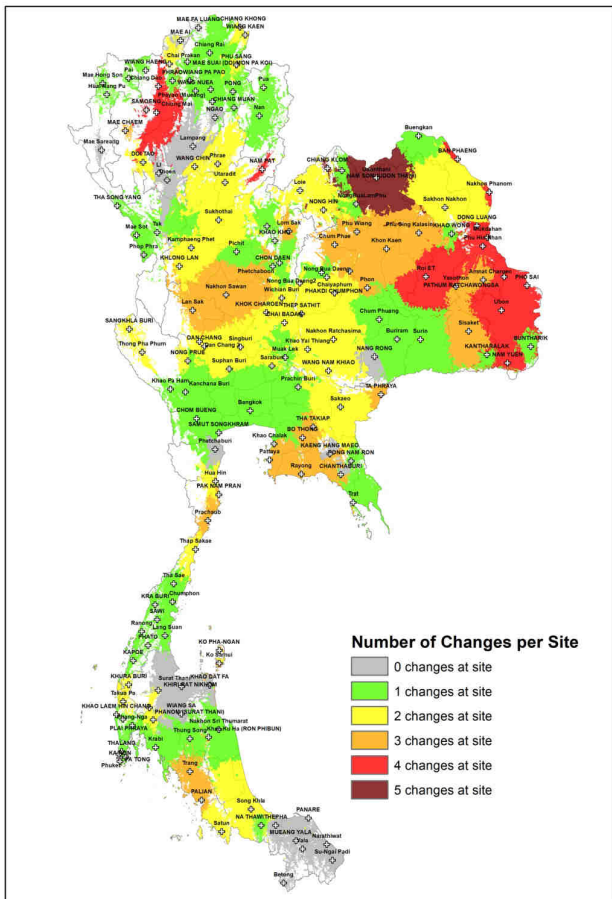 MAE FA LUANG
CHIANG KHONG
WIANG KAEN
MAE AI
Chiang Rai
Chai Prakan
PHU SANG
MAE SUAI (DOI MON PA KOI)
WIANG HAENG
Pai
PHRAO
WIANG PA PAO
Mae Hong Son
Chiang Dao
WANG NUEA
PONG
Pua
Huai Nang Pu
Phayao (Mueang)
CHIANG MUAN
SAMOENG
Chiang Mai
NGAO
Nan
Buengkan
MAE CHAEM
Lampang
BAN PHAENG
Mae Sareang
Phrae
CHIANG KLOM
DOI TAO
WANG CHIN
NAM PAT
Li
Utaradit
Loie
Nakhon Phanom
Sakhon Nakhon
THA SONG YANG
NONG HIN
NongBuaLamPhu
Sukhothai
DONG LUANG
Mae Sot
Tak
Lom Sak
Phu Wiang
KHAO WONG
Phop Phra
Kamphaeng Phet
Pichit
KHAO KHO
Chum Phae
Khon Kaen
KHLONG LAN
CHON DAEN
Phetchaboon
Nong Bua Daeng
Roi ET
Yasothon
Amnat Charoen
PHO SAI
Nakhon Sawan
Wichian Buri
Chaiyaphum
Phon
PATHUM RATCHAWONGSA
PHAKDI CHUMPHON
Lan Sak
KHOK CHAROEN
THEP SATHIT
Chum Phuang
Ubon
SANGKHLA BURI
CHAI BADAN
Nakhon Ratchasima
Buriram
Surin
Sisaket
BUNTHARIK
Thong Pha Phum
DAN CHANG
Singburi
Khao Yai Thiang
KANTHARALAK
NONG PRUE
Muak Lek
NANG RONG
NAM YUEN
Suphan Buri
Saraburi
WANG NAM KHIAO
Kanchana Buri
Prachin Buri
TA PHRAYA
CHOM BUENG
Bangkok
Sakaeo
SAMUT SONGKHRAM
THA TAKIAP
BO THONG
Phetchaburi
Khao Chalak
KAENG HANG MAEO
Pattaya
PONG NAM RON
Hua Hin
Rayong
CHANTHABURI
PAK NAM PRAN
Trat
Prachaub
Thap Sakae
Tha Sae
KRA BURI
Chumphon
SAWI
Ranong
Lang Suan
PHATO
KO PHA-NGAN
KAPOE
Ko Samui
KHURA BURI
Surat Thani
KHAO DAT FA
KHIRI RAT NIKHOM
Takua Pa
KHAO LAEM HIN CHANG
WIANG SA
PHANOM (SURAT THANI)
Phang-Nga
Nakhon Sri Thumarat
PLAI PHRAYA
Thung Song
(RON PHIBUN)
THALANG
Krabi
Phuket
Trang
PALIAN
Song Khla
PANARE
NA THAWI
THEPHA
Satun
MUEANG YALA
Narathiwat
Yala
Su-Ngai Padi
Betong
Number of Changes per Site
0 changes at site
1 changes at site
2 changes at site
3 changes at site
4 changes at site
5 changes at site